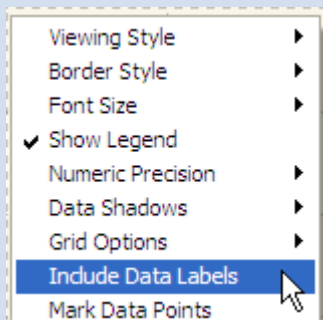 Viewing Style
Border Style
Font Size
Show Legend
Numeric Precision
Data Shadows
Grid Options
Include Data Labels
Mark Data Points